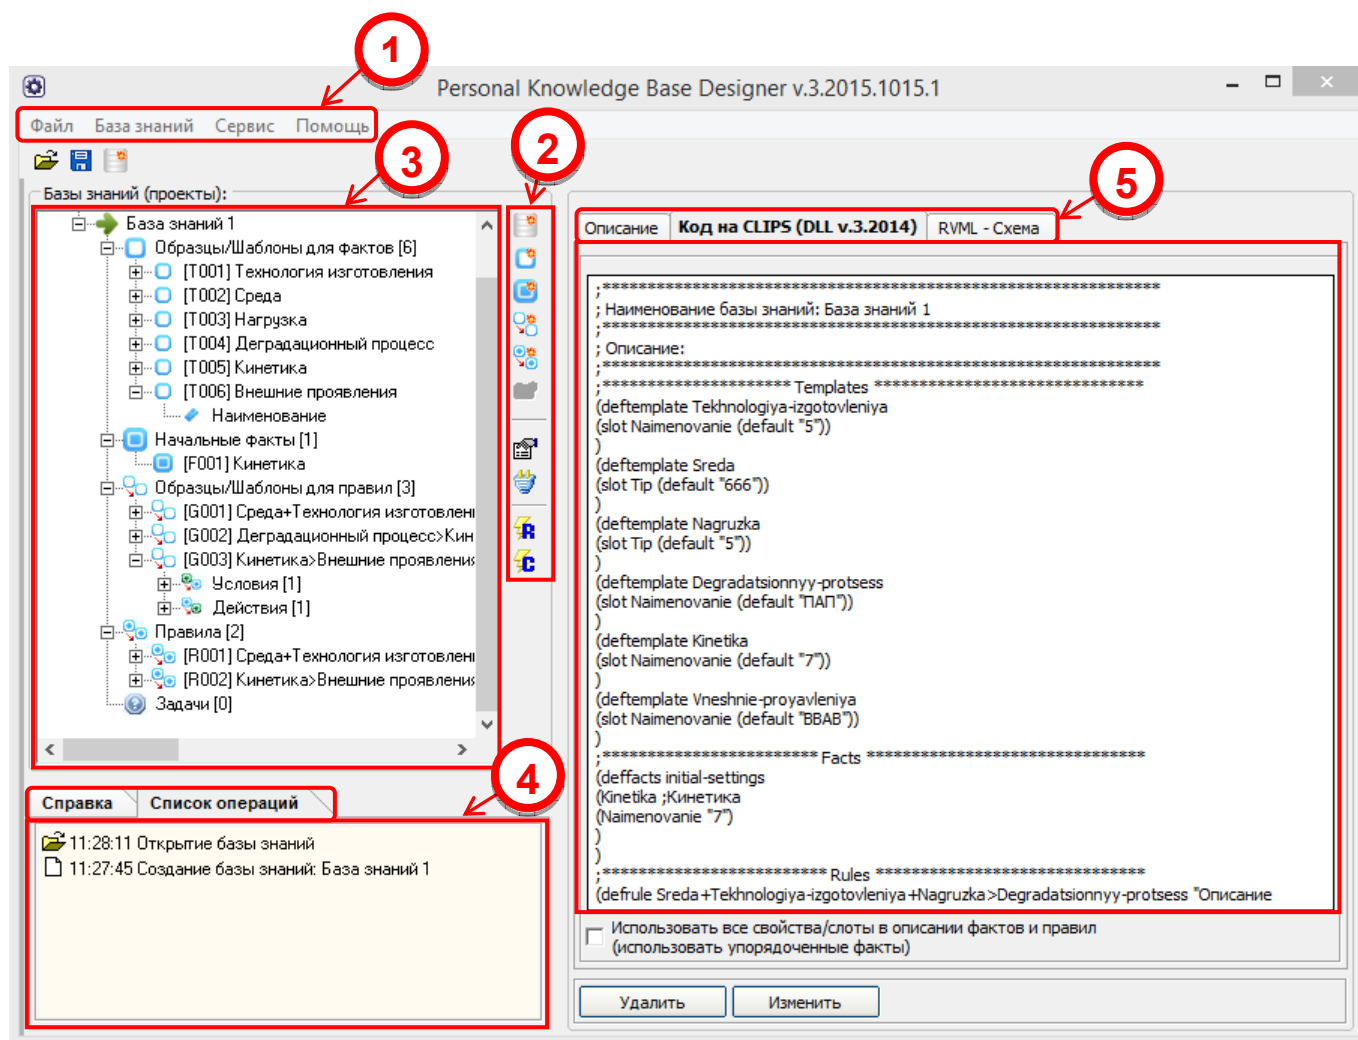 1
Personal Knowledge Base Designer v.3.2015.1015.1
Файл База знаний Сервис Помощь
3
2
5
Базы знаний (проекты):
База знаний 1
Образцы/Шаблоны для фактов [6]
[T001] Технология изготовления
[T002] Среда
[T003] Нагрузка
[T004] Деградационный процесс
[T005] Кинетика
[T006] Внешние проявления
Наименование
Начальные факты [1]
[F001] Кинетика
Образцы/Шаблоны для правил [3]
[G001] Среда+Технология изготовлен
[G002] Деградационный процесс>Кин
[G003] Кинетика>Внешние проявлени
Условия [1]
Действия [1]
Правила [2]
[R001] Среда+Технология изготовлен
[R002] Кинетика>Внешние проявлени
Задачи [0]
R
C
4
Справка Список операций
11:28:11 Открытие базы знаний
11:27:45 Создание базы знаний: База знаний 1
Описание Код на CLIPS (DLL v.3.2014) RVML - Схема
;**************************************************************
; Наименование базы знаний: База знаний 1
;**************************************************************
; Описание:
;**************************************************************
;********************* Templates ******************************
(deftemplate Tekhnologiya-izgotovleniya
(slot Naimenovanie (default "5"))
)
(deftemplate Sreda
(slot Tip (default "666"))
)
(deftemplate Nagruzka
(slot Tip (default "5"))
)
(deftemplate Degradatsionnyy-protsess
(slot Naimenovanie (default "ПАП"))
)
(deftemplate Kinetika
(slot Naimenovanie (default "7"))
)
(deftemplate Vneshnie-proyavleniya
(slot Naimenovanie (default "ВВАВ"))
)
;************************ Facts *******************************
(deffacts initial-settings
(Kinetika ;Кинетика
(Naimenovanie "7")
)
)
;************************* Rules ******************************
(defrule Sreda+Tekhnologiya-izgotovleniya+Nagruzka>Degradatsionnyy-protsess "Описание
Использовать все свойства/слоты в описании фактов и правил
(использовать упорядоченные факты)
Удалить Изменить